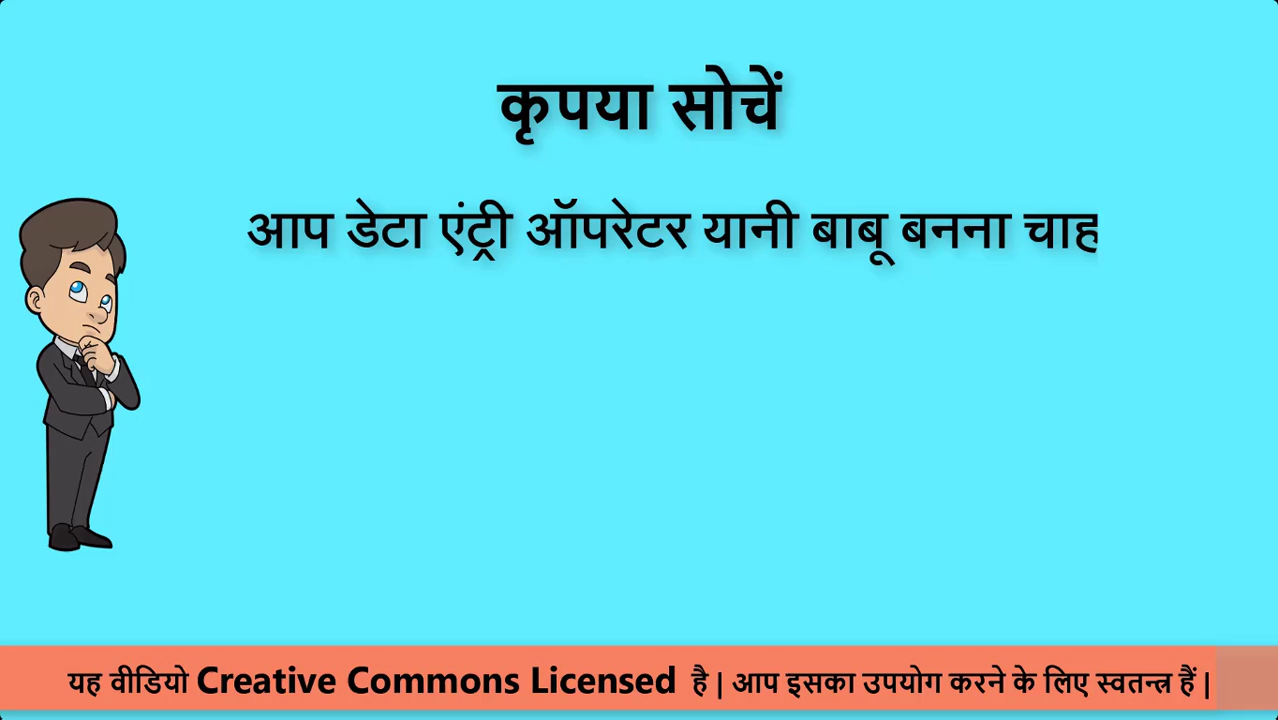 कृपया सोचें
आप डेटा एंट्री ऑपरेटर यानी बाबू बनना चाह
यह वीडियो Creative Commons Licensed है | आप इसका उपयोग करने के लिए स्वतन्त्र हैं |